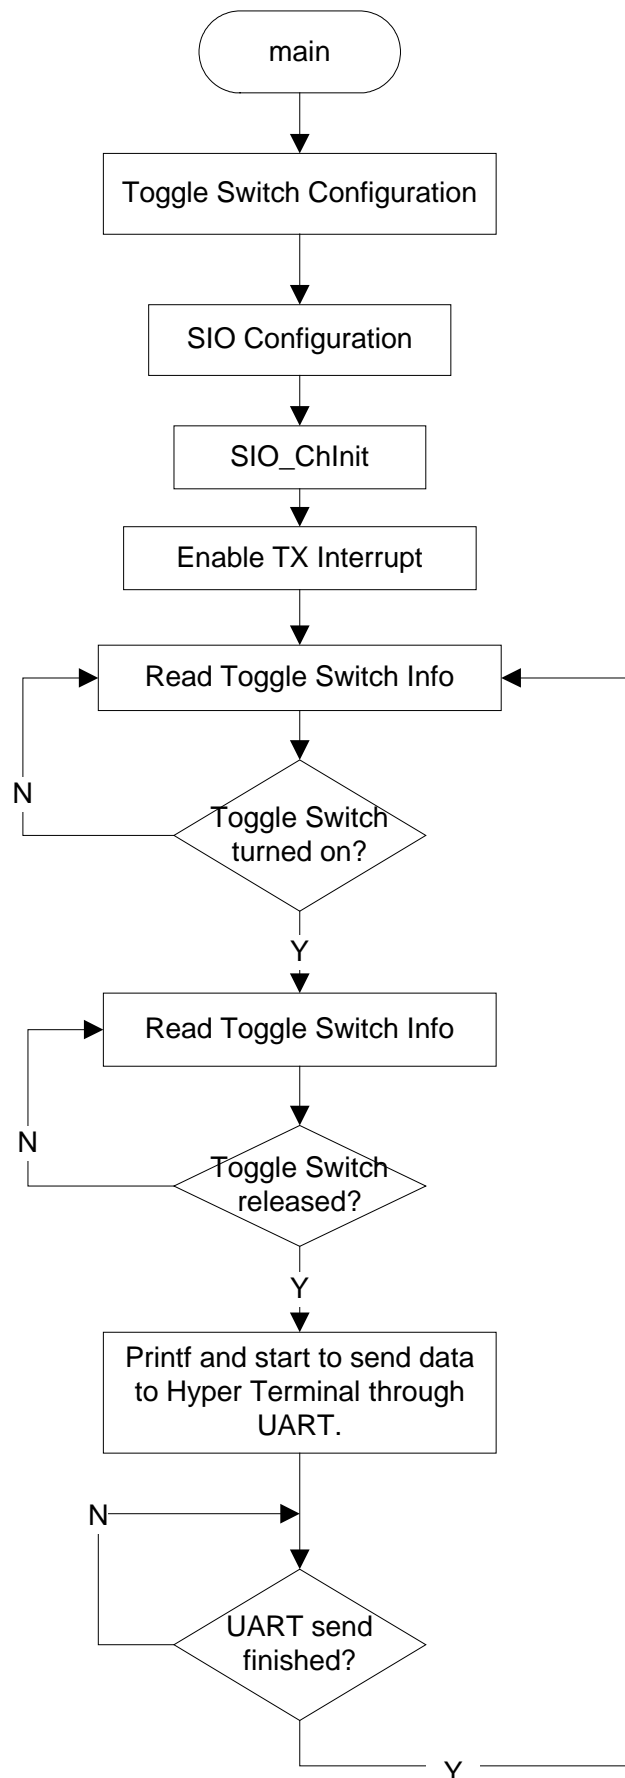 main
Toggle Switch Configuration
SIO Configuration
SIO_ChInit
Enable TX Interrupt
Read Toggle Switch Info
N
Toggle Switch
turned on?
Y
Read Toggle Switch Info
N
Toggle Switch
released?
Y
Printf and start to send data
to Hyper Terminal through
UART.
N
UART send
finished?
Y